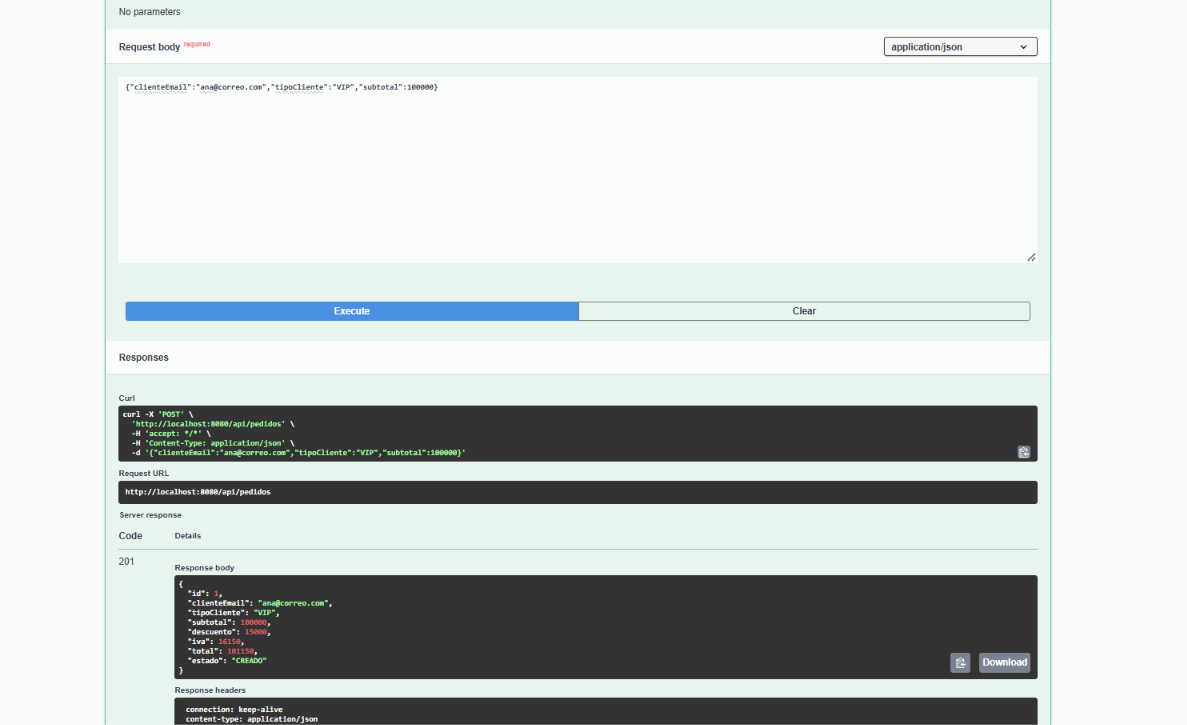 No parameters
Request body required
application/json
{"clienteEmail":"ana@correo.com","tipoCliente":"VIP","subtotal":100000}
Execute
Clear
Responses
Curl
curl -X 'POST' \
'http://localhost:8080/api/pedidos' \
-H 'accept: */*' \
-H 'Content-Type: application/json' \
-d '{"clienteEmail":"ana@correo.com","tipoCliente":"VIP","subtotal":100000}'
Request URL
http://localhost:8080/api/pedidos
Server response
Code Details
201
Response body
{
"id": 1,
"clienteEmail": "ana@correo.com",
"tipoCliente": "VIP",
"subtotal": 100000,
"descuento": 15000,
"iva": 16150,
"total": 101150,
"estado": "CREADO"
}
Download
Response headers
connection: keep-alive
content-type: application/json